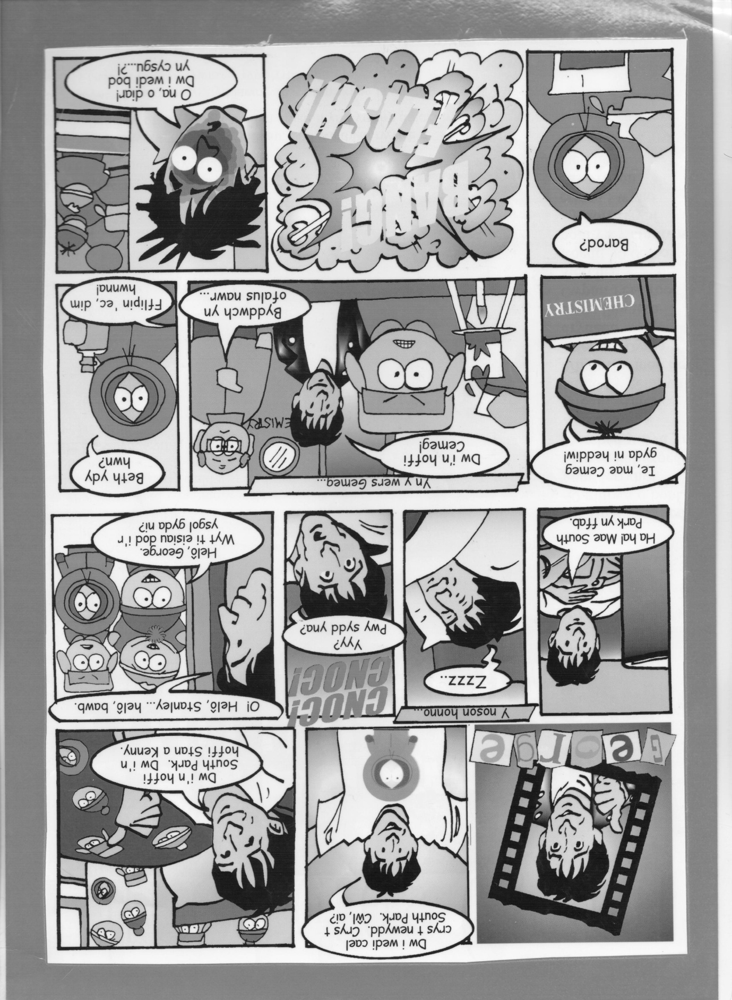 George
Dw i wedi cael
crys t newydd. Crys t
South Park. Cŵl, ai?
Dw i'n hoffi
South Park. Dw i'n
hoffi Stan a Kenny.
Ha ha! Mae South
Park yn ffab.
Y noson honno...
Zzzz..
CNOC!
CNOC!
Yyy?
Pwy sydd yna?
O! Helô, Stanley... helô, bawb.
Helô, George.
Wyt ti eisiau dod i'r
ysgol gyda ni?
Ie, mae Cemeg
gyda ni heddiw!
CHEMISTRY
Yn y wers Gemeg...
Dw i'n hoffi
Cemeg!
EMISTRY
Byddwch yn
ofalus nawr...
Beth ydy
hwn?
Fflipin 'ec, dim
hwnna!
Barod?
BANG!
FLASH!
O na, o diar!
Dw i wedi bod
yn cysgu...?!